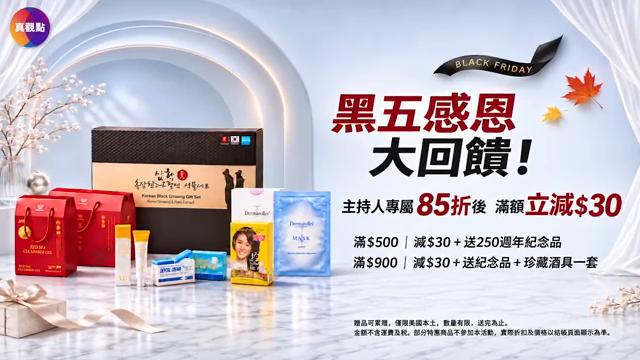 真觀點
BLACK FRIDAY
黑五感恩
大回饋！
主持人專屬85折後 滿額立減$30
滿$500｜減$30＋送250週年紀念品
滿$900｜減$30＋送紀念品＋珍藏酒具一套
贈品可累贈，僅限美國本土，數量有限，送完為止。
金額不含運費及稅。部分特惠商品不參加本活動，實際折扣及價格以結帳頁面顯示為準。
Korean Black Ginseng Gift Set
RED SEA
CUCUMBER GEL
Dermaroller
MASK
DERTAL CREAM